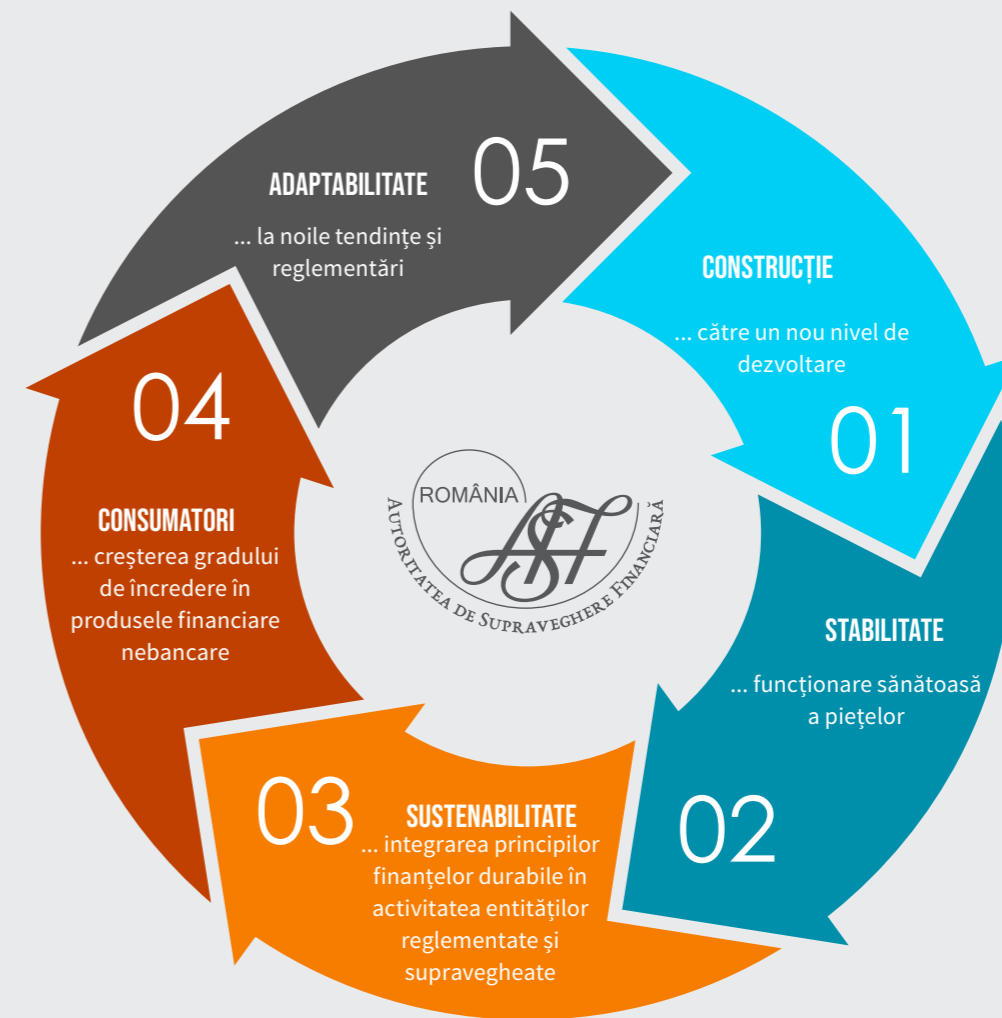 01
CONSTRUCȚIE
... către un nou nivel de
dezvoltare
02
STABILITATE
... funcționare sănătoasă
a piețelor
03
SUSTENABILITATE
... integrarea principilor
finanțelor durabile în
activitatea entităților
reglementate și
supravegheate
04
CONSUMATORI
... creșterea gradului
de încredere în
produsele financiare
nebancare
05
ADAPTABILITATE
... la noile tendințe și
reglementări
ROMÂNIA
ASF
AUTORITATEA DE SUPRAVEGHERE FINANCIARĂ